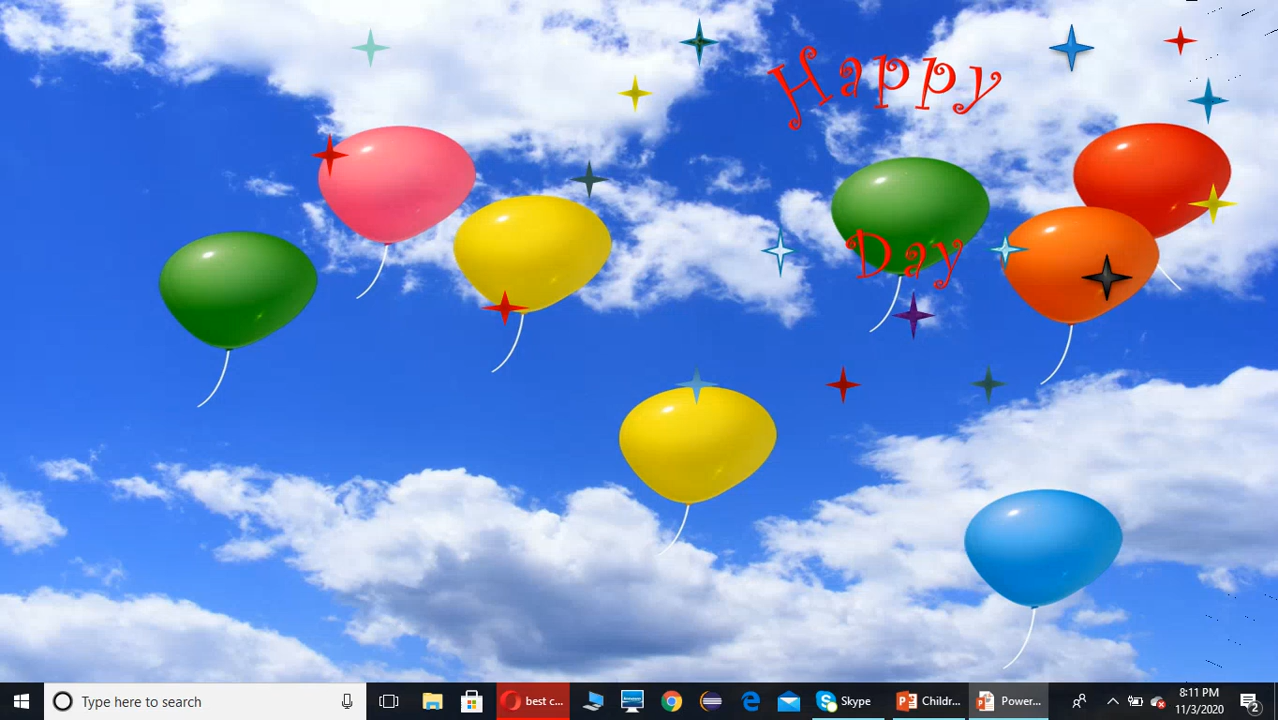 Happy
Day
Type here to search
best c...
Skype
Childr...
Power...
8:11 PM
11/3/2020
2